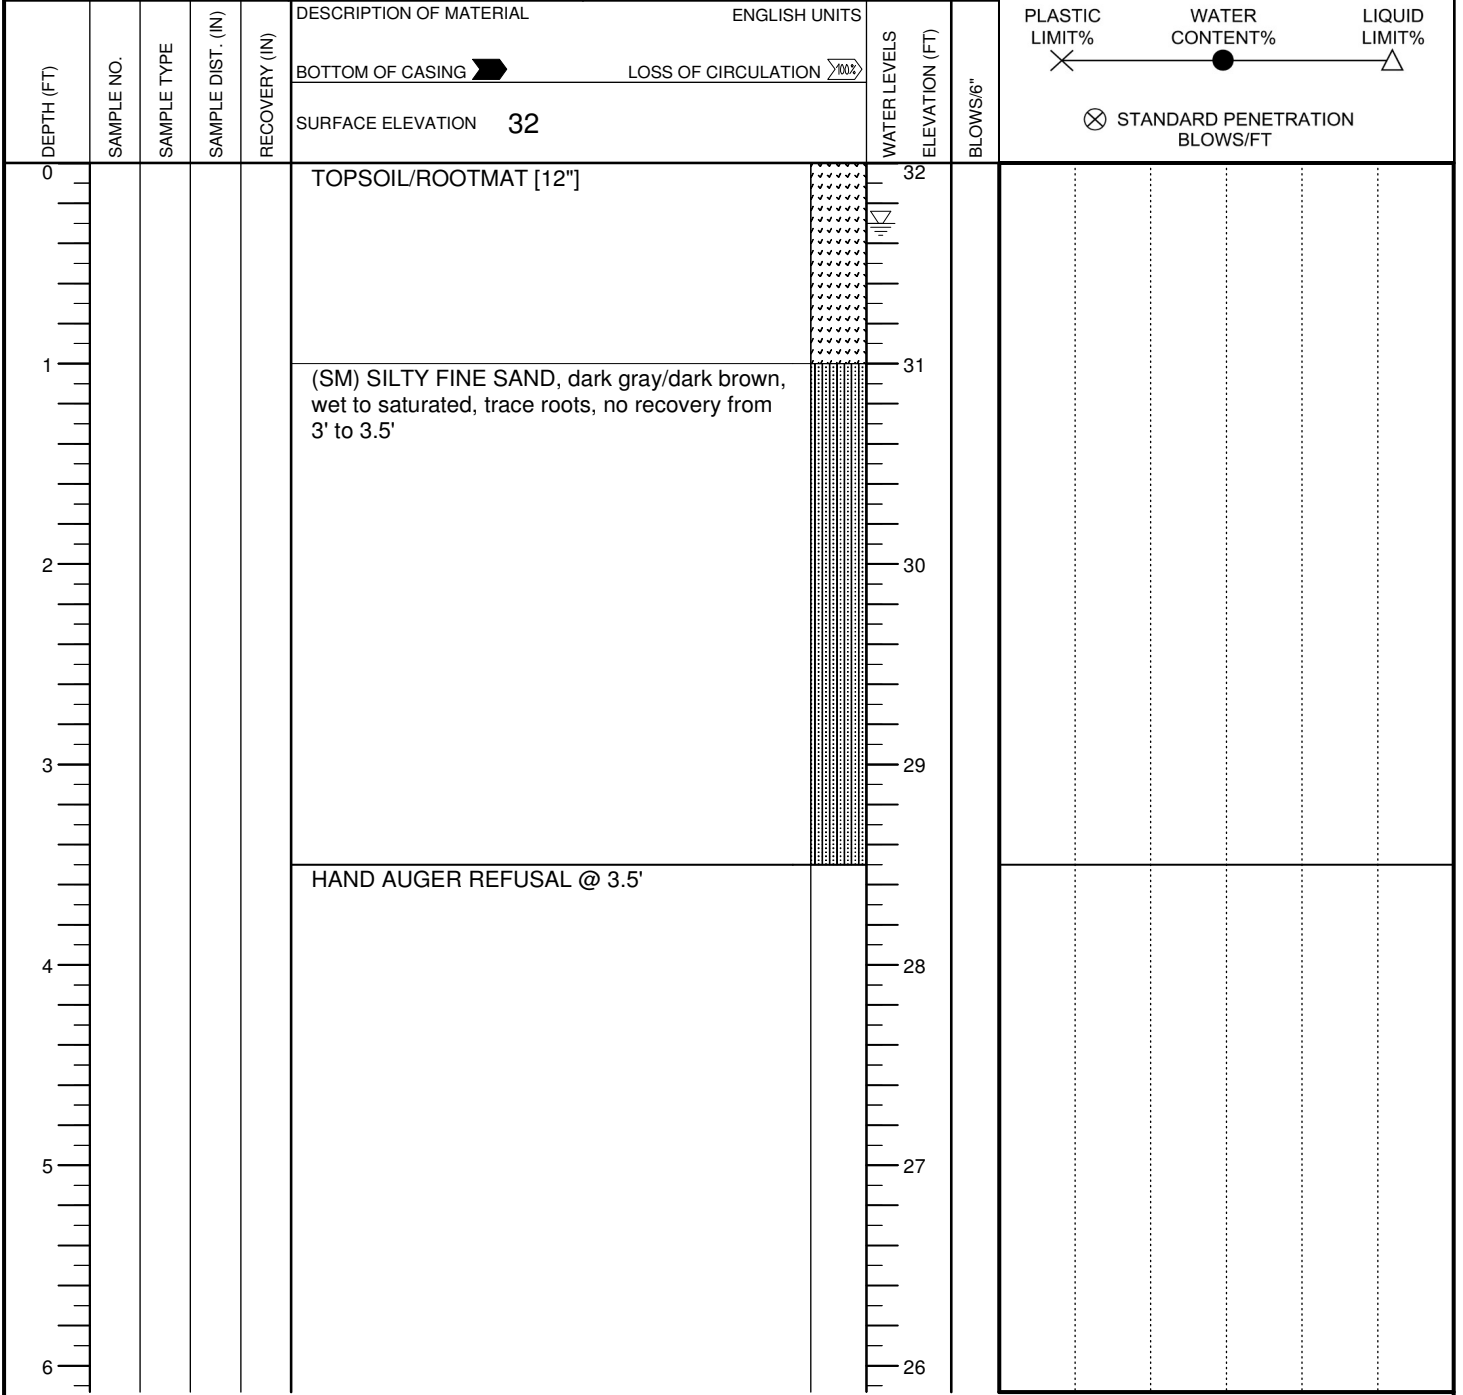 DEPTH (FT)
SAMPLE NO.
SAMPLE TYPE
SAMPLE DIST. (IN)
RECOVERY (IN)
DESCRIPTION OF MATERIAL
ENGLISH UNITS
BOTTOM OF CASING
LOSS OF CIRCULATION
100%
SURFACE ELEVATION 32
WATER LEVELS
ELEVATION (FT)
BLOWS/6"
PLASTIC
LIMIT%
WATER
CONTENT%
LIQUID
LIMIT%
STANDARD PENETRATION
BLOWS/FT
0
TOPSOIL/ROOTMAT [12"]
32
1
31
(SM) SILTY FINE SAND, dark gray/dark brown,
wet to saturated, trace roots, no recovery from
3' to 3.5'
2
30
3
29
HAND AUGER REFUSAL @ 3.5'
4
28
5
27
6
26